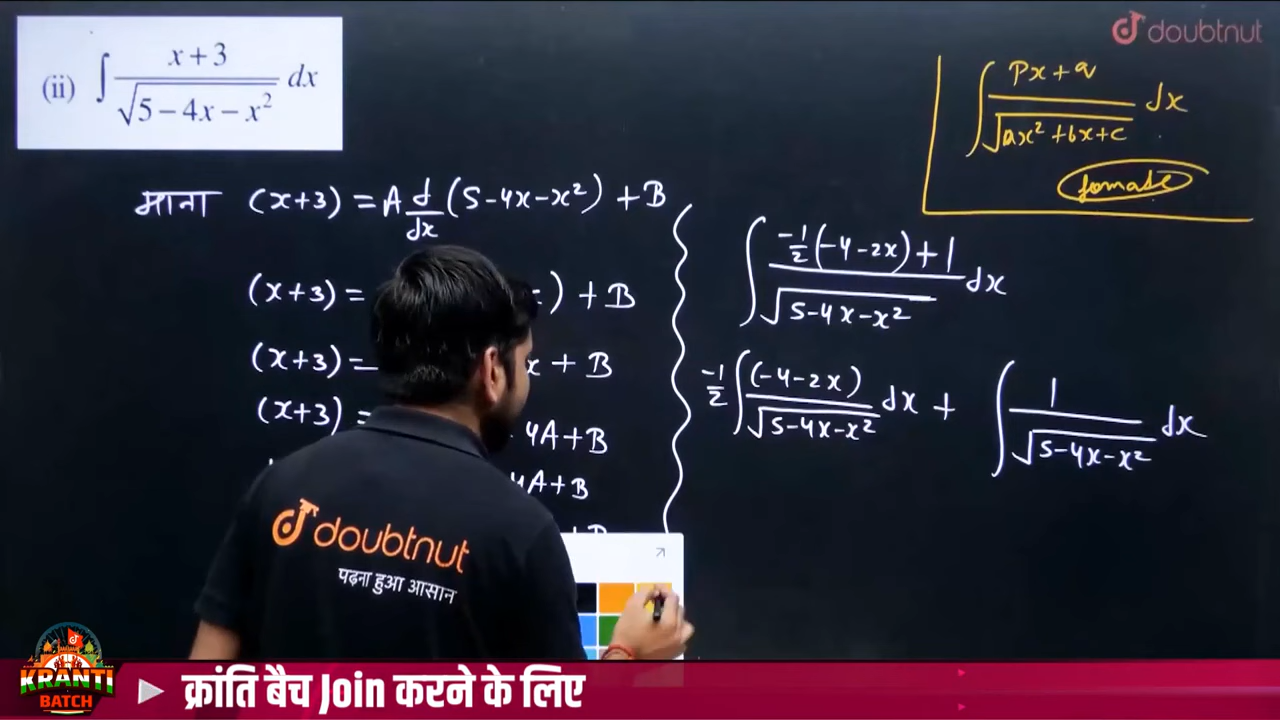 doubtnut
(ii) ∫ x+3 / √5−4x−x² dx
∫ Px+q / √ax²+bx+c dx
fomate
माना (x+3) = A d/dx (5-4x-x²) + B
(x+3) = ) + B
(x+3) = x + B
(x+3) = 4A+B
4A+B
+B
∫ -1/2(-4-2x)+1 / √5-4x-x² dx
-1/2 ∫ (-4-2x) / √5-4x-x² dx + ∫ 1 / √5-4x-x² dx
doubtnut
पढ़ना हुआ आसान
KRANTI
BATCH
क्रांति बैच Join करने के लिए